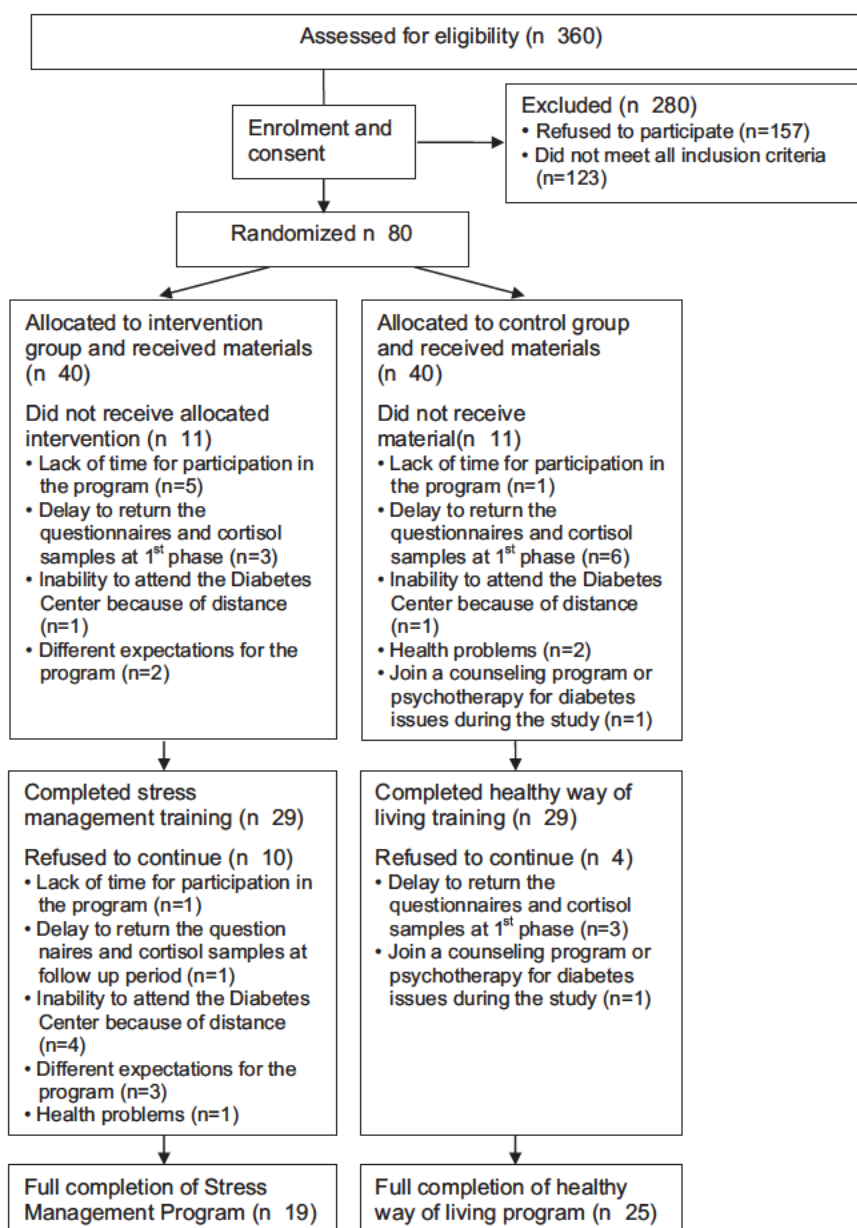 Assessed for eligibility (n 360)
Enrolment and
consent
Excluded (n 280)
• Refused to participate (n=157)
• Did not meet all inclusion criteria
(n=123)
Randomized n 80
Allocated to intervention
group and received materials
(n 40)
Did not receive allocated
intervention (n 11)
• Lack of time for participation in
the program (n=5)
• Delay to return the
questionnaires and cortisol
samples at 1st phase (n=3)
• Inability to attend the Diabetes
Center because of distance
(n=1)
• Different expectations for the
program (n=2)
Allocated to control group
and received materials
(n 40)
Did not receive
material(n 11)
• Lack of time for participation in
the program (n=1)
• Delay to return the
questionnaires and cortisol
samples at 1st phase (n=6)
• Inability to attend the Diabetes
Center because of distance
(n=1)
• Health problems (n=2)
• Join a counseling program or
psychotherapy for diabetes
issues during the study (n=1)
Completed stress
management training (n 29)
Refused to continue (n 10)
• Lack of time for participation in
the program (n=1)
• Delay to return the question
naires and cortisol samples at
follow up period (n=1)
• Inability to attend the Diabetes
Center because of distance
(n=4)
• Different expectations for the
program (n=3)
• Health problems (n=1)
Completed healthy way of
living training (n 29)
Refused to continue (n 4)
• Delay to return the
questionnaires and cortisol
samples at 1st phase (n=3)
• Join a counseling program or
psychotherapy for diabetes
issues during the study (n=1)
Full completion of Stress
Management Program (n 19)
Full completion of healthy
way of living program (n 25)